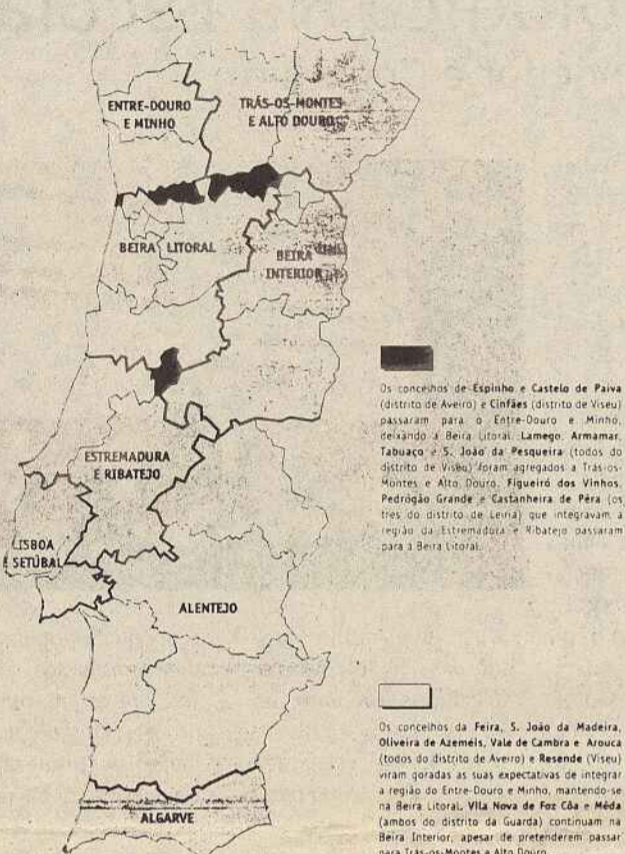 ENTRE-DOURO
E MINHO
TRÁS-OS-MONTES
E ALTO DOURO
BEIRA LITORAL
BEIRA
INTERIOR
ESTREMADURA
E RIBATEJO
LISBOA
E SETÚBAL
ALENTEJO
ALGARVE
Os concelhos de Espinho e Castelo de Paiva
(distrito de Aveiro) e Cinfães (distrito de Viseu)
passaram para o Entre-Douro e Minho,
deixando a Beira Litoral. Lamego, Armamar,
Tabuaço e S. João da Pesqueira (todos do
distrito de Viseu) foram agregados a Trás-os-
Montes e Alto Douro. Figueiró dos Vinhos,
Pedrógão Grande e Castanheira de Pêra (os
três do distrito de Leiria) que integravam a
região da Estremadura e Ribatejo passaram
para a Beira Litoral.
Os concelhos da Feira, S. João da Madeira,
Oliveira de Azeméis, Vale de Cambra e Arouca
(todos do distrito de Aveiro) e Resende (Viseu)
viram goradas as suas expectativas de integrar
a região do Entre-Douro e Minho, mantendo-se
na Beira Litoral. Vila Nova de Foz Côa e Mêda
(ambos do distrito da Guarda) continuam na
Beira Interior, apesar de pretenderem passar
para Trás-os-Montes e Alto Douro.